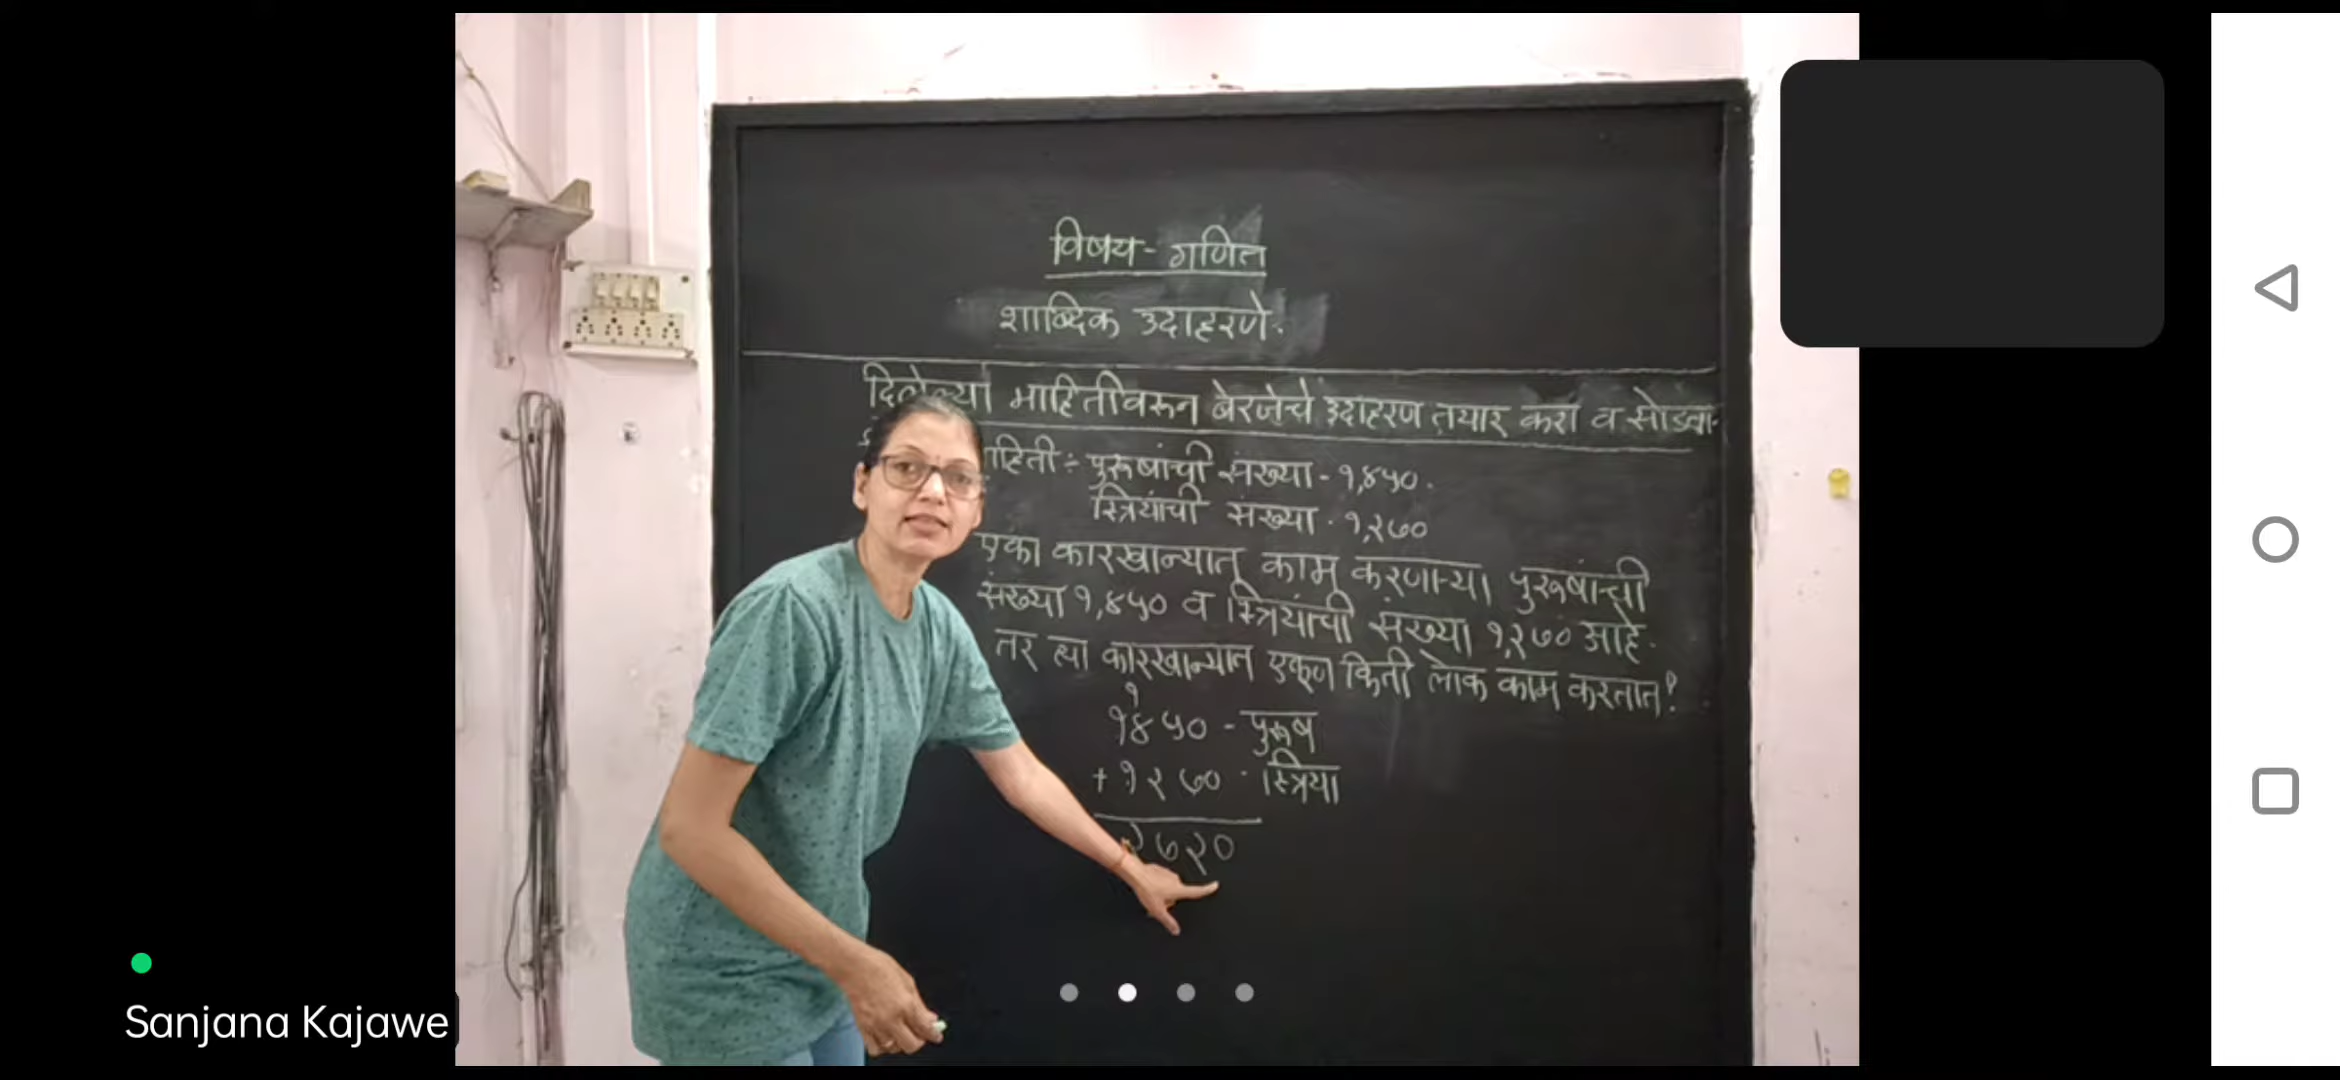 विषय - गणित
शाब्दिक उदाहरणे.
दिलेल्या माहितीवरून बेरजेचे उदाहरण तयार करा व सोडवा.
पुरूषांची संख्या - १,४५०.
स्त्रियांची संख्या - १,२७०
एका कारखान्यात काम करणाऱ्या पुरूषांची
संख्या १,४५० व स्त्रियांची संख्या १,२७० आहे.
तर त्या कारखान्यात एकूण किती लोक काम करतात?
१
१४५० - पुरूष
+ १२७० - स्त्रिया
२७२०
Sanjana Kajawe